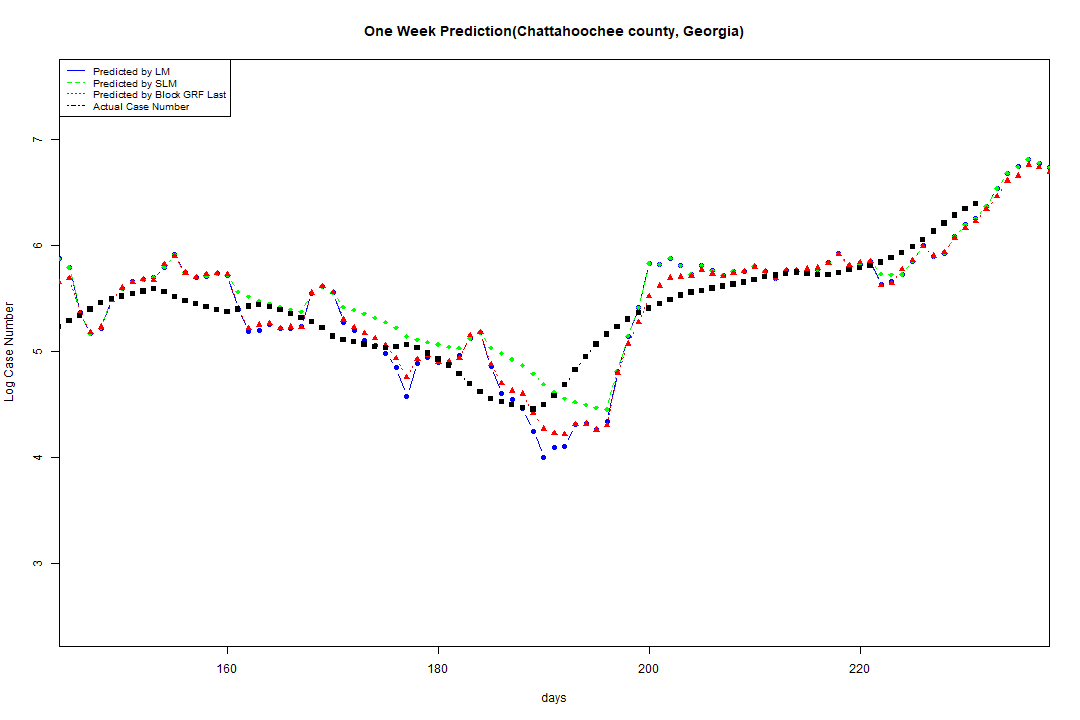 One Week Prediction(Chattahoochee county, Georgia)
Predicted by LM
Predicted by SLM
Predicted by Block GRF Last
Actual Case Number
7
6
5
4
3
Log Case Number
160 180 200 220
days